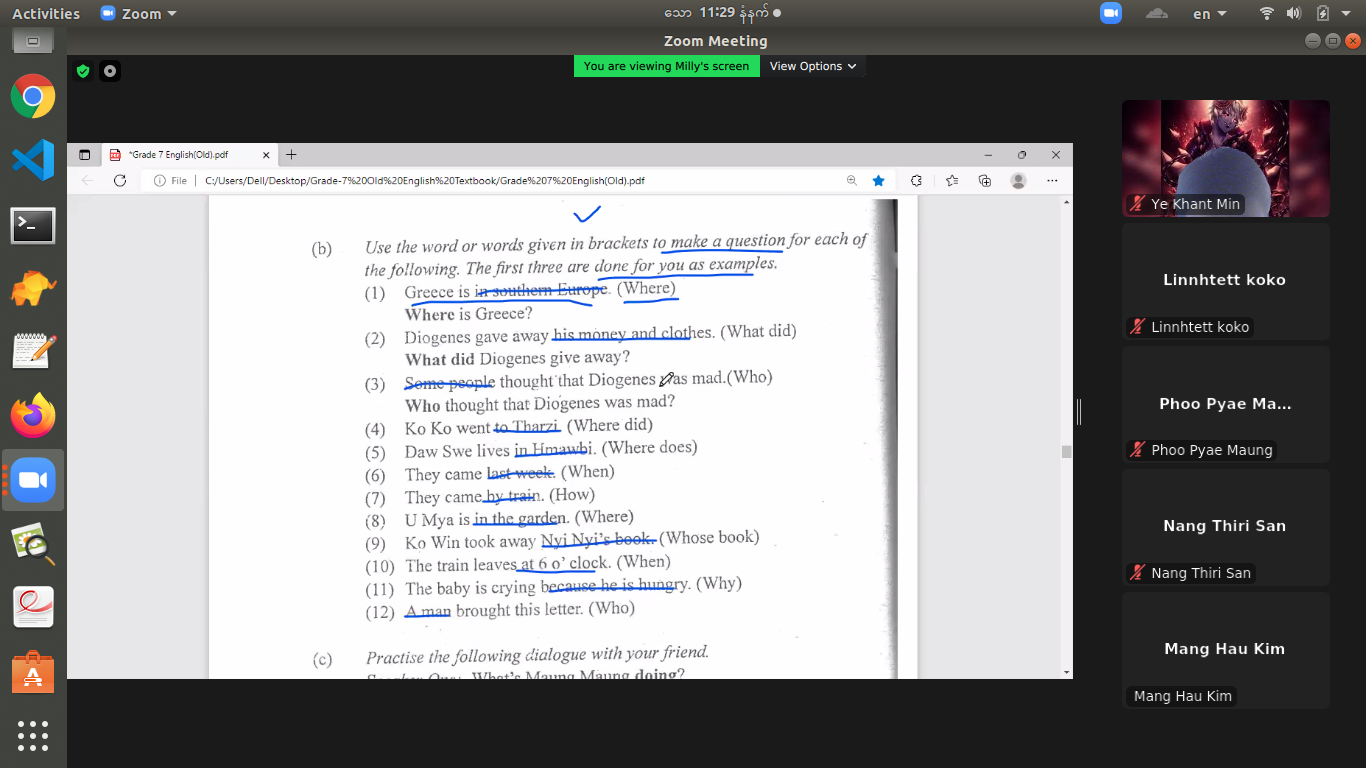 Activities
Zoom
သော 11:29 နံနက်
en
Zoom Meeting
You are viewing Milly's screen
View Options
*Grade 7 English(Old).pdf
File
C:/Users/Dell/Desktop/Grade-7%20Old%20English%20Textbook/Grade%207%20English(Old).pdf
(b) Use the word or words given in brackets to make a question for each of
the following. The first three are done for you as examples.
(1) Greece is in southern Europe. (Where)
Where is Greece?
(2) Diogenes gave away his money and clothes. (What did)
What did Diogenes give away?
(3) Some people thought that Diogenes was mad.(Who)
Who thought that Diogenes was mad?
(4) Ko Ko went to Tharzi. (Where did)
(5) Daw Swe lives in Hmawbi. (Where does)
(6) They came last week. (When)
(7) They came by train. (How)
(8) U Mya is in the garden. (Where)
(9) Ko Win took away Nyi Nyi's book. (Whose book)
(10) The train leaves at 6 o' clock. (When)
(11) The baby is crying because he is hungry. (Why)
(12) A man brought this letter. (Who)
(c) Practise the following dialogue with your friend.
Speaker One: What's Maung Maung doing?
Ye Khant Min
Linnhtett koko
Linnhtett koko
Phoo Pyae Ma...
Phoo Pyae Maung
Nang Thiri San
Nang Thiri San
Mang Hau Kim
Mang Hau Kim